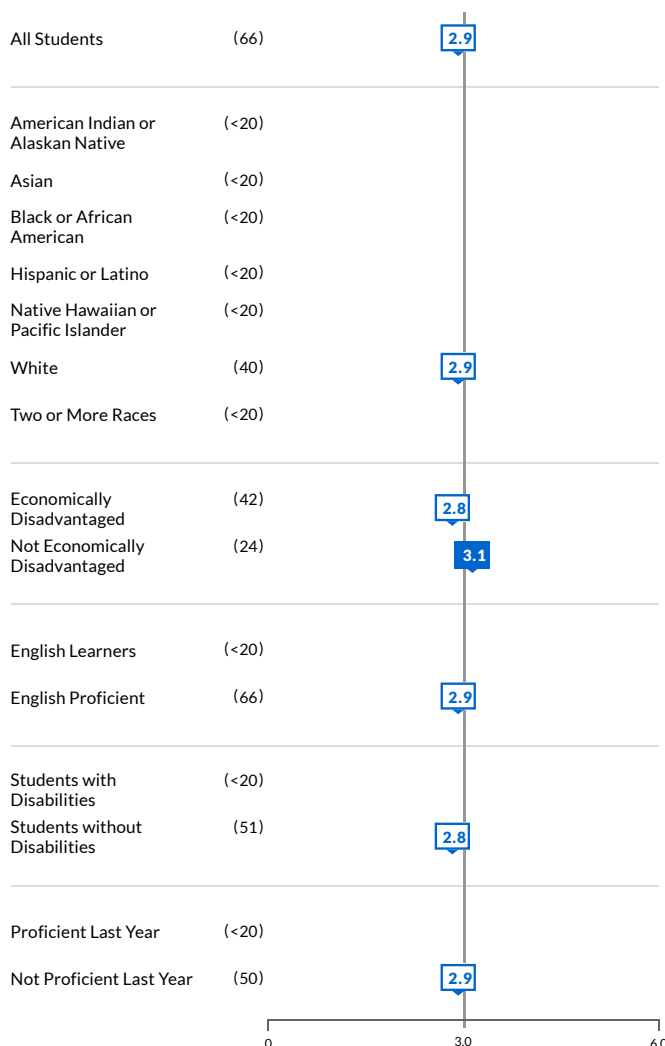 All Students (66) 2.9
American Indian or (<20)
Alaskan Native
Asian (<20)
Black or African (<20)
American
Hispanic or Latino (<20)
Native Hawaiian or (<20)
Pacific Islander
White (40) 2.9
Two or More Races (<20)
Economically (42) 2.8
Disadvantaged
Not Economically (24) 3.1
Disadvantaged
English Learners (<20)
English Proficient (66) 2.9
Students with (<20)
Disabilities
Students without (51) 2.8
Disabilities
Proficient Last Year (<20)
Not Proficient Last Year (50) 2.9
0 3.0 6.0